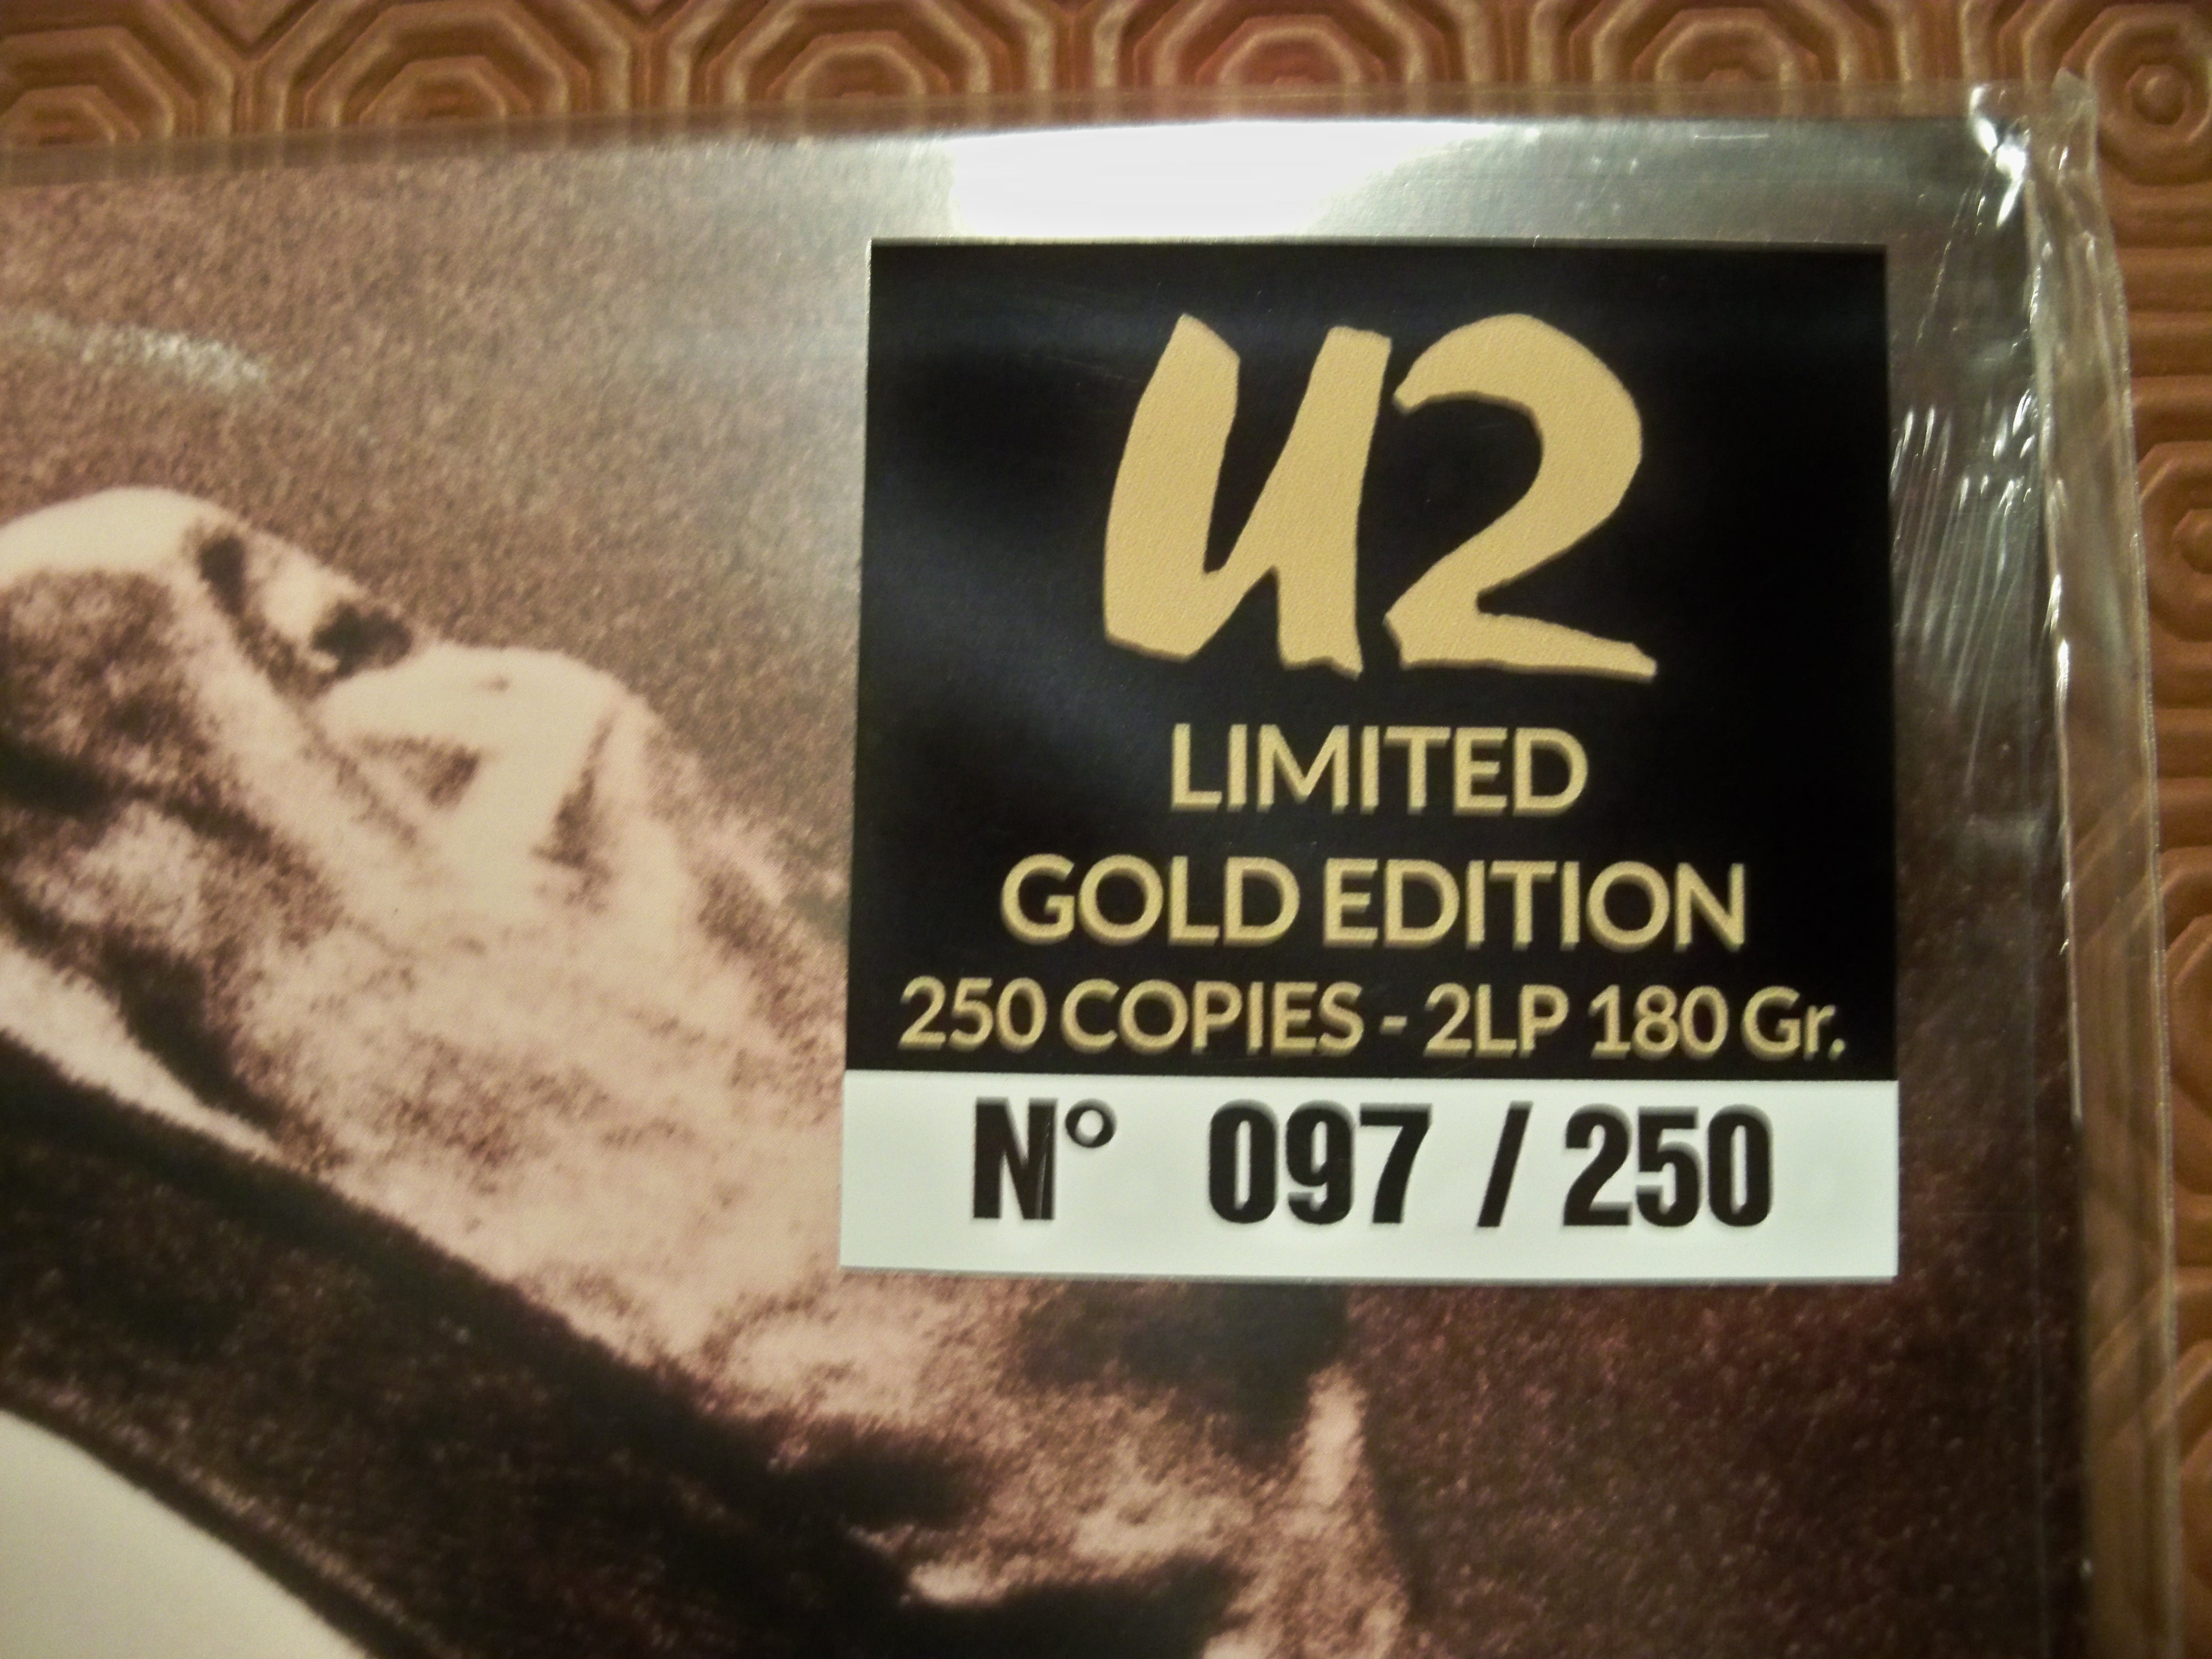 U2
LIMITED
GOLD EDITION
250 COPIES - 2LP 180 Gr.
N° 097 / 250